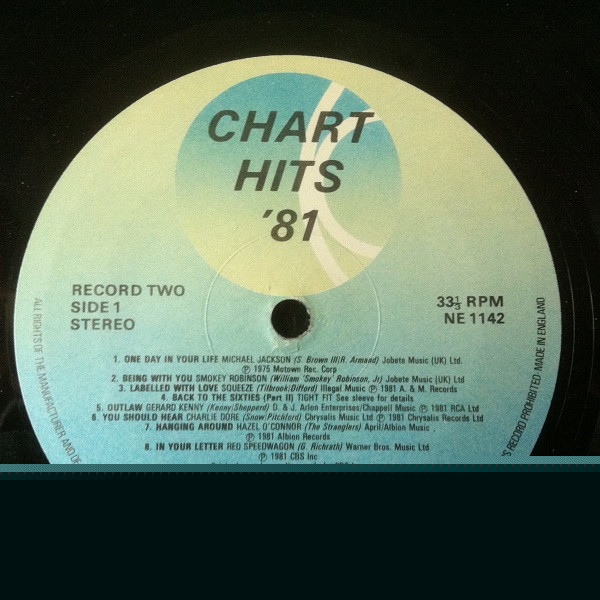 CHART
HITS
'81
RECORD TWO
SIDE 1
STEREO
33⅓ RPM
NE 1142
1. ONE DAY IN YOUR LIFE MICHAEL JACKSON (S. Brown III/R. Armand) Jobete Music (UK) Ltd.
℗ 1975 Motown Rec. Corp
2. BEING WITH YOU SMOKEY ROBINSON (William 'Smokey' Robinson, Jr) Jobete Music (UK) Ltd.
3. LABELLED WITH LOVE SQUEEZE (Tilbrook/Difford) Illegal Music ℗ 1981 A. & M. Records
4. BACK TO THE SIXTIES (Part II) TIGHT FIT See sleeve for details
5. OUTLAW GERARD KENNY (Kenny/Shepperd) D. & J. Arlon Enterprises/Chappell Music ℗ 1981 RCA Ltd
6. YOU SHOULD HEAR CHARLIE DORE (Snow/Pitchford) Chrysalis Music Ltd ℗ 1981 Chrysalis Records Ltd
7. HANGING AROUND HAZEL O'CONNOR (The Stranglers) April/Albion Music
℗ 1981 Albion Records
8. IN YOUR LETTER REO SPEEDWAGON (G. Richrath) Warner Bros. Music
℗ 1981 CBS Inc
ALL RIGHTS OF THE MANUFACTURER AND OF
RECORD PROHIBITED · MADE IN ENGLAND